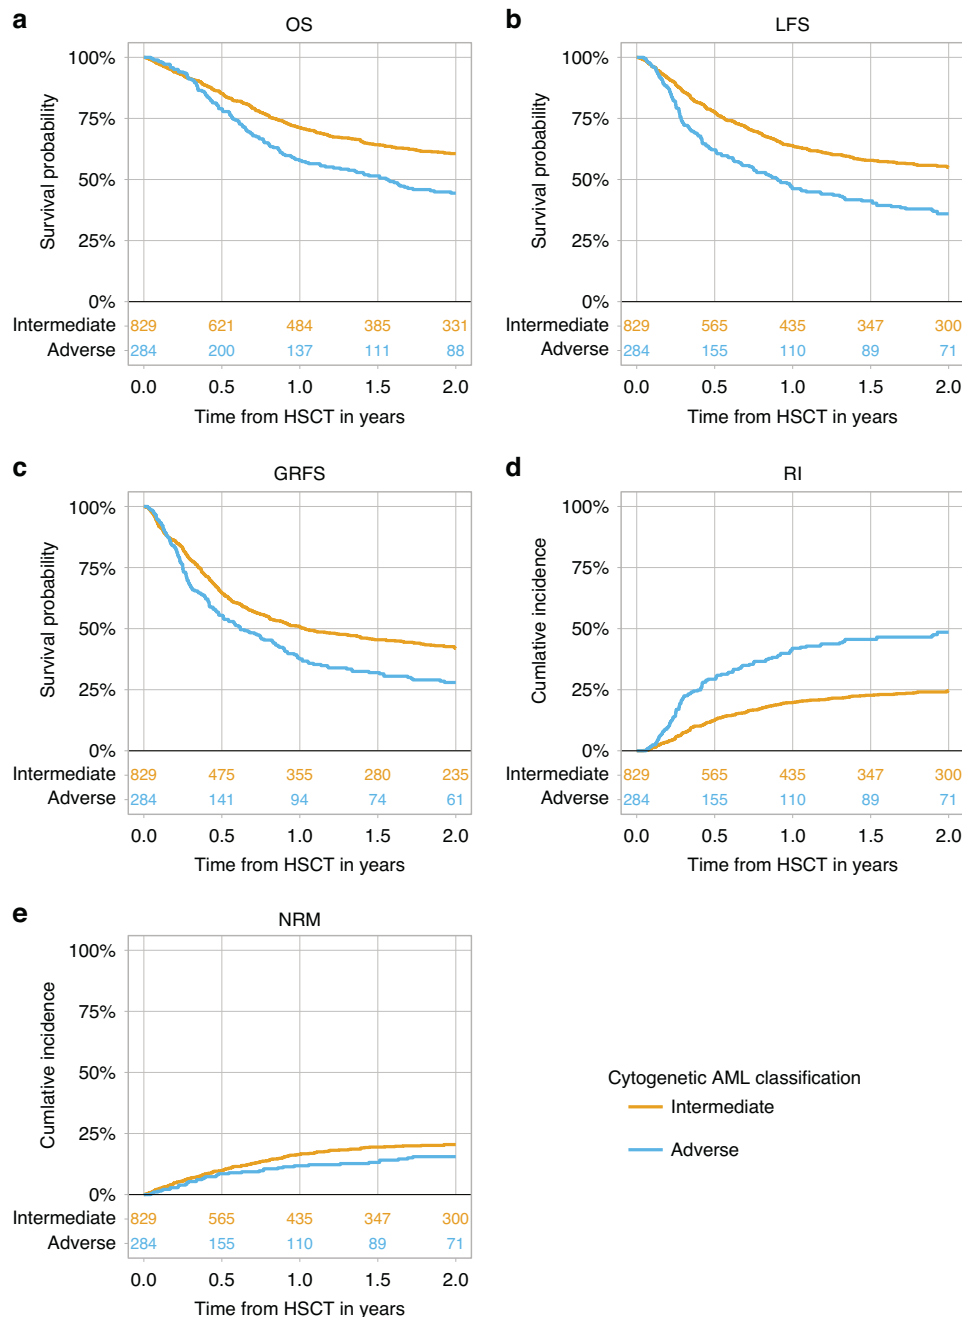 a
OS
100%
75%
50%
25%
0%
Survival probability
Intermediate 829 621 484 385 331
Adverse 284 200 137 111 88
0.0 0.5 1.0 1.5 2.0
Time from HSCT in years
b
LFS
100%
75%
50%
25%
0%
Survival probability
Intermediate 829 565 435 347 300
Adverse 284 155 110 89 71
0.0 0.5 1.0 1.5 2.0
Time from HSCT in years
c
GRFS
100%
75%
50%
25%
0%
Survival probability
Intermediate 829 475 355 280 235
Adverse 284 141 94 74 61
0.0 0.5 1.0 1.5 2.0
Time from HSCT in years
d
RI
100%
75%
50%
25%
0%
Cumlative incidence
Intermediate 829 565 435 347 300
Adverse 284 155 110 89 71
0.0 0.5 1.0 1.5 2.0
Time from HSCT in years
e
NRM
100%
75%
50%
25%
0%
Cumulative incidence
Intermediate 829 565 435 347 300
Adverse 284 155 110 89 71
0.0 0.5 1.0 1.5 2.0
Time from HSCT in years
Cytogenetic AML classification
Intermediate
Adverse